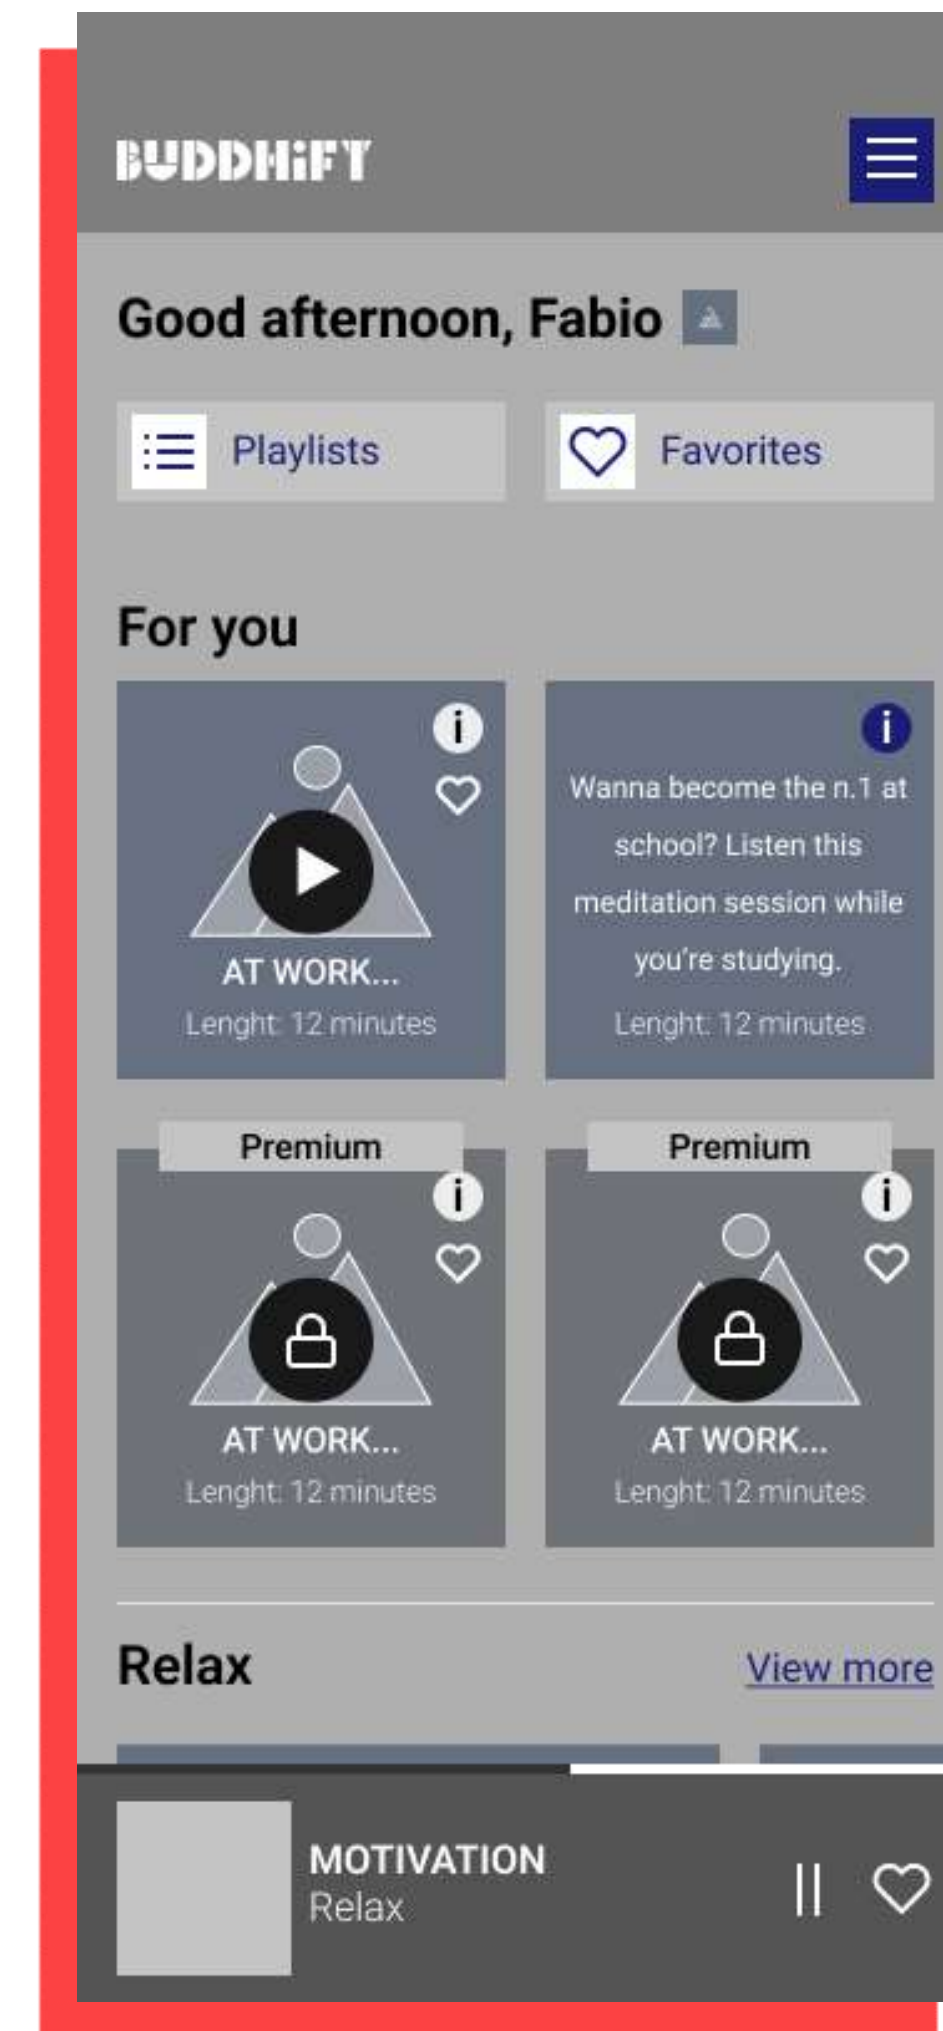 BUDDHiFY
Good afternoon, Fabio
Playlists
Favorites
For you
i
AT WORK...
Lenght: 12 minutes
i
Wanna become the n.1 at
school? Listen this
meditation session while
you're studying.
Lenght: 12 minutes
Premium
i
AT WORK...
Lenght: 12 minutes
Premium
i
AT WORK...
Lenght: 12 minutes
Relax
View more
MOTIVATION
Relax